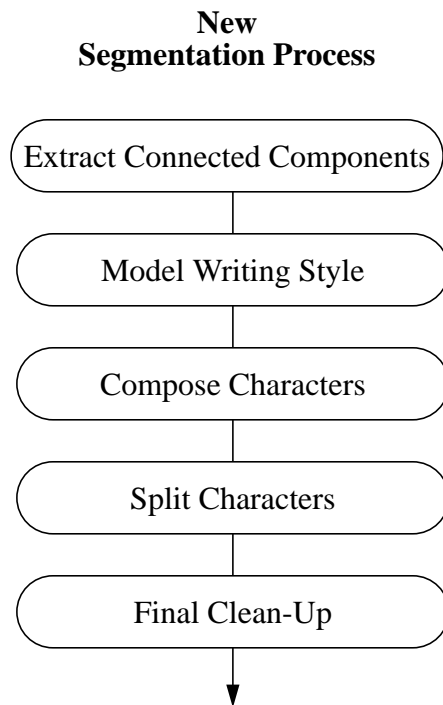 New
Segmentation Process
Extract Connected Components
Model Writing Style
Compose Characters
Split Characters
Final Clean-Up